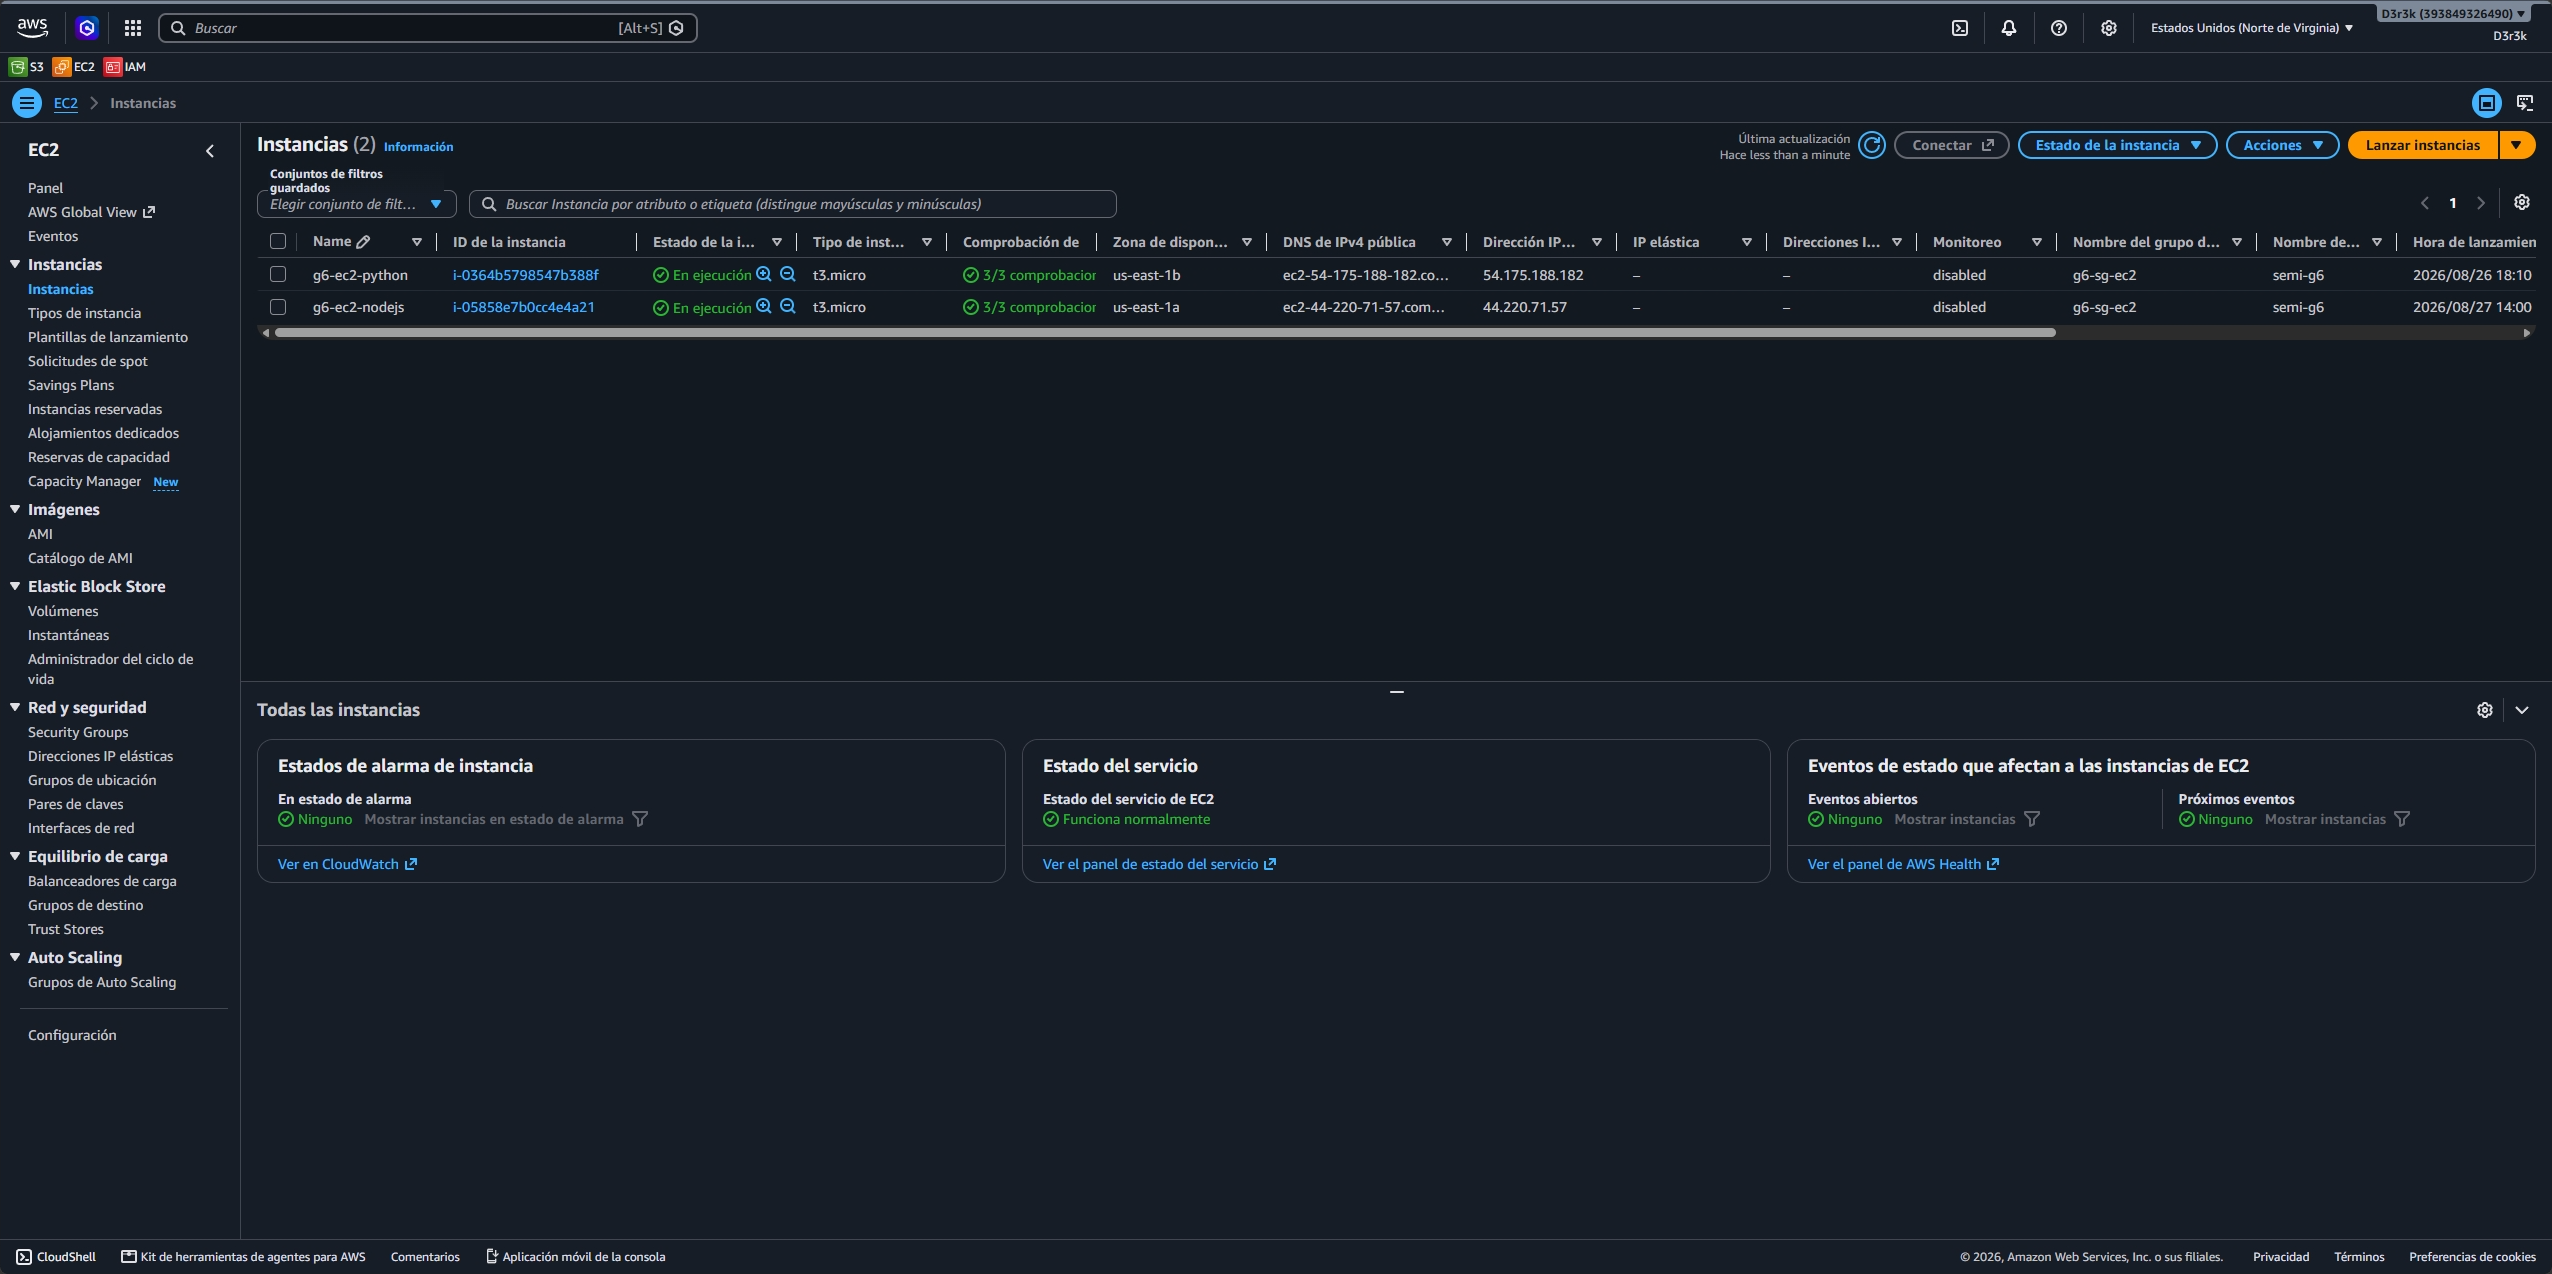 aws
Buscar [Alt+S]
Estados Unidos (Norte de Virginia)
D3r3k (393849326490)
D3r3k
S3 EC2 IAM
EC2 Instancias
EC2
Panel
AWS Global View
Eventos
Instancias
Instancias
Tipos de instancia
Plantillas de lanzamiento
Solicitudes de spot
Savings Plans
Instancias reservadas
Alojamientos dedicados
Reservas de capacidad
Capacity Manager New
Imágenes
AMI
Catálogo de AMI
Elastic Block Store
Volúmenes
Instantáneas
Administrador del ciclo de
vida
Red y seguridad
Security Groups
Direcciones IP elásticas
Grupos de ubicación
Pares de claves
Interfaces de red
Equilibrio de carga
Balanceadores de carga
Grupos de destino
Trust Stores
Auto Scaling
Grupos de Auto Scaling
Configuración
Instancias (2) Información
Última actualización
Hace less than a minute
Conectar Estado de la instancia Acciones Lanzar instancias
Conjuntos de filtros
guardados
Elegir conjunto de filt...
Buscar Instancia por atributo o etiqueta (distingue mayúsculas y minúsculas)
1
Name ID de la instancia Estado de la i... Tipo de inst... Comprobación de Zona de dispon... DNS de IPv4 pública Dirección IP... IP elástica Direcciones I... Monitoreo Nombre del grupo d... Nombre de... Hora de lanzamien
g6-ec2-python i-0364b5798547b388f En ejecución t3.micro 3/3 comprobacior us-east-1b ec2-54-175-188-182.co... 54.175.188.182 – – disabled g6-sg-ec2 semi-g6 2026/08/26 18:10
g6-ec2-nodejs i-05858e7b0cc4e4a21 En ejecución t3.micro 3/3 comprobacior us-east-1a ec2-44-220-71-57.com... 44.220.71.57 – – disabled g6-sg-ec2 semi-g6 2026/08/27 14:00
Todas las instancias
Estados de alarma de instancia
En estado de alarma
Ninguno Mostrar instancias en estado de alarma
Ver en CloudWatch
Estado del servicio
Estado del servicio de EC2
Funciona normalmente
Ver el panel de estado del servicio
Eventos de estado que afectan a las instancias de EC2
Eventos abiertos
Ninguno Mostrar instancias
Próximos eventos
Ninguno Mostrar instancias
Ver el panel de AWS Health
CloudShell Kit de herramientas de agentes para AWS Comentarios Aplicación móvil de la consola
© 2026, Amazon Web Services, Inc. o sus filiales. Privacidad Términos Preferencias de cookies